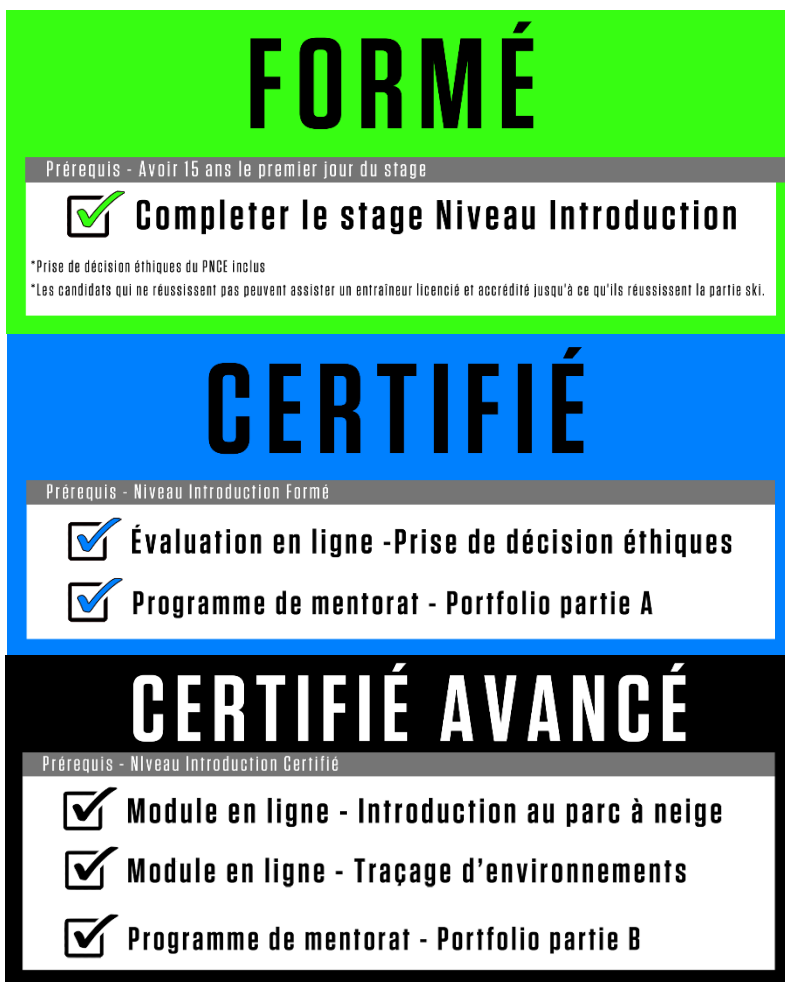 FORMÉ
Prérequis - Avoir 15 ans le premier jour du stage
Completer le stage Niveau Introduction
*Prise de décision éthiques du PNCE inclus
*Les candidats qui ne réussissent pas peuvent assister un entraîneur licencié et accrédité jusqu'à ce qu'ils réussissent la partie ski.
CERTIFIÉ
Prérequis - Niveau Introduction Formé
Évaluation en ligne -Prise de décision éthiques
Programme de mentorat - Portfolio partie A
CERTIFIÉ AVANCÉ
Prérequis - NIveau Introduction Certifié
Module en ligne - Introduction au parc à neige
Module en ligne - Traçage d'environnements
Programme de mentorat - Portfolio partie B